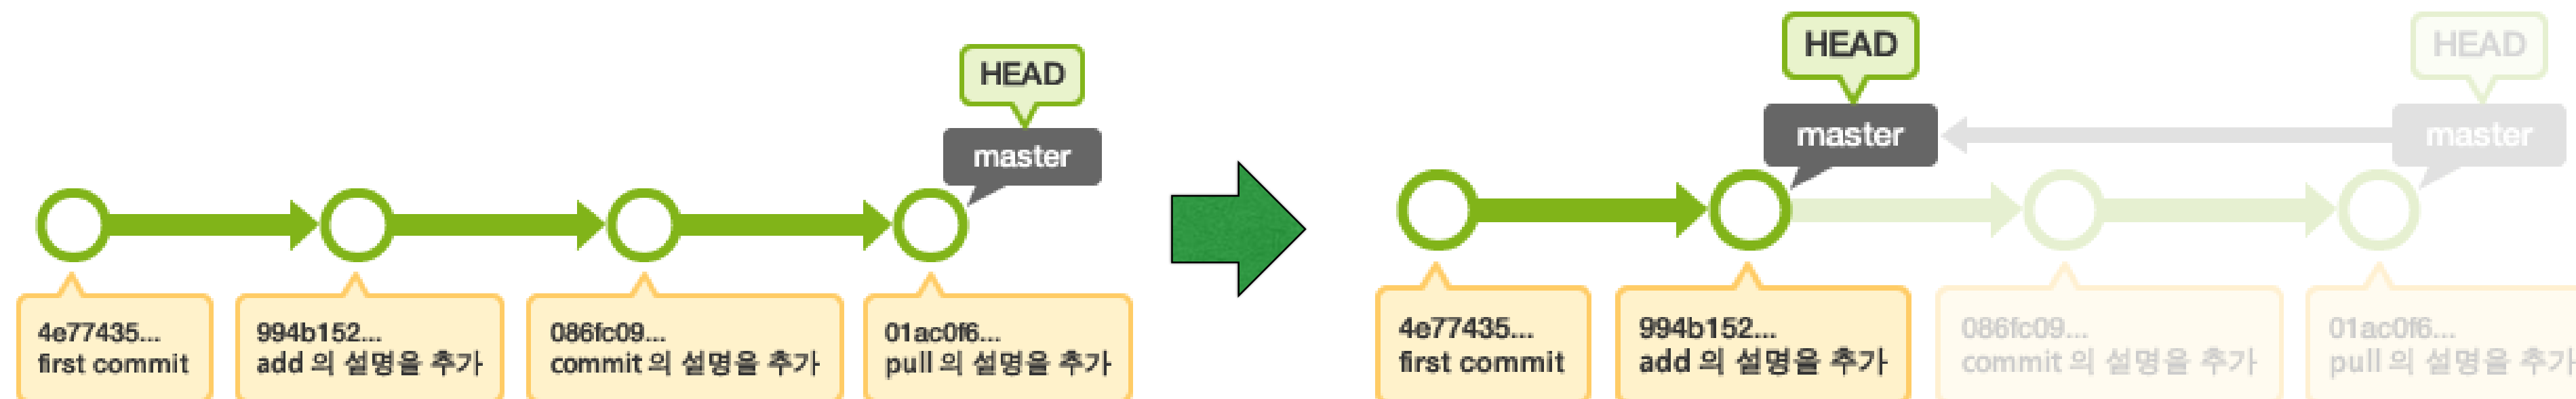 HEAD
master
4e77435...
first commit
994b152...
add 의 설명을 추가
086fc09...
commit 의 설명을 추가
01ac0f6...
pull 의 설명을 추가
HEAD
master
HEAD
master
4e77435...
first commit
994b152...
add 의 설명을 추가
086fc09...
commit 의 설명을 추가
01ac0f6...
pull 의 설명을 추가